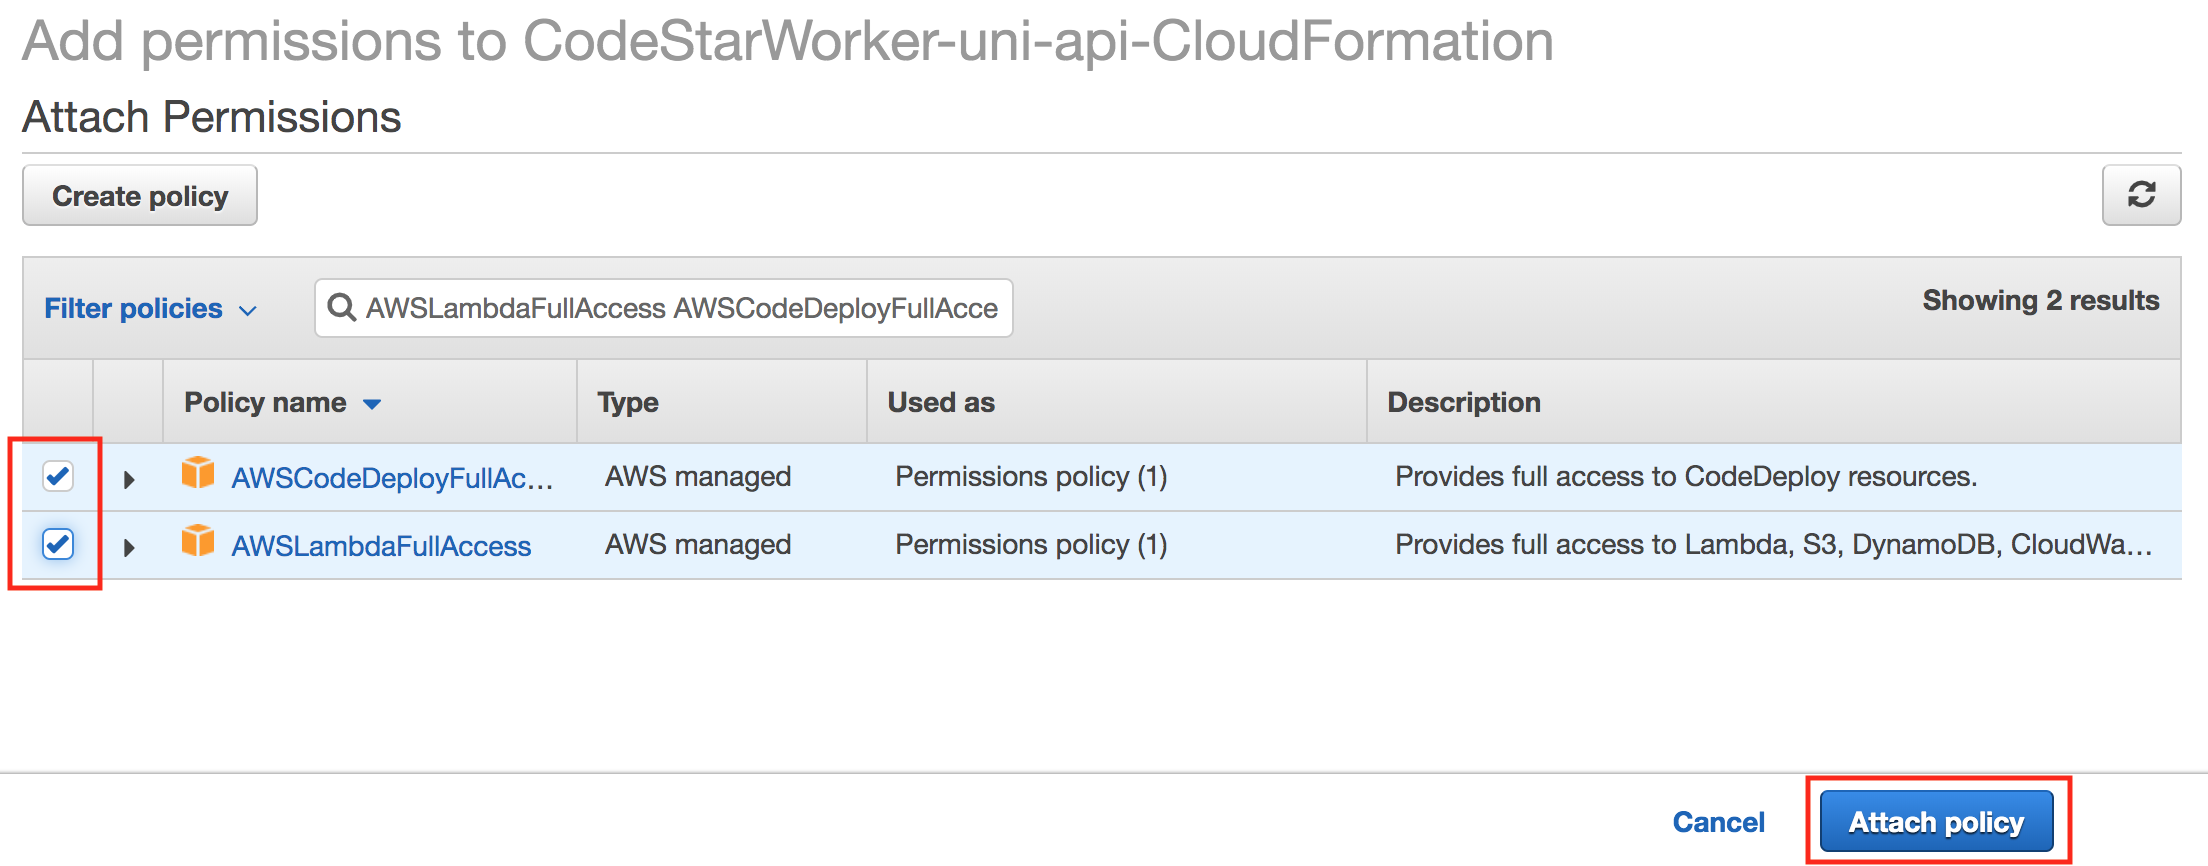 Add permissions to CodeStarWorker-uni-api-CloudFormation
Attach Permissions
Create policy
Filter policies AWSLambdaFullAccess AWSCodeDeployFullAcce Showing 2 results
Policy name Type Used as Description
AWSCodeDeployFullAc... AWS managed Permissions policy (1) Provides full access to CodeDeploy resources.
AWSLambdaFullAccess AWS managed Permissions policy (1) Provides full access to Lambda, S3, DynamoDB, CloudWa...
Cancel Attach policy